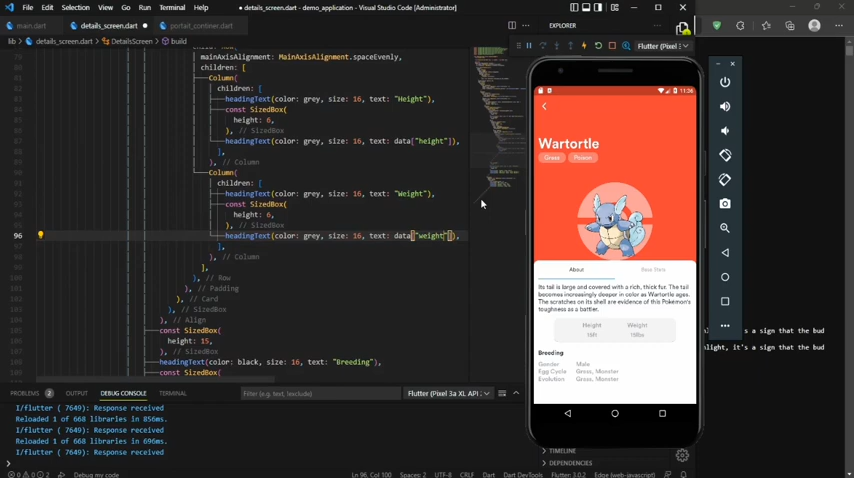 File Edit Selection View Go Run Terminal Help
● details_screen.dart - demo_application - Visual Studio Code [Administrator]
main.dart
details_screen.dart ●
portait_continer.dart
EXPLORER
lib > details_screen.dart > DetailsScreen > build
Flutter (Pixel
mainAxisAlignment: MainAxisAlignment.spaceEvenly,
children: [
Column(
children: [
headingText(color: grey, size: 16, text: "Height"),
const SizedBox(
height: 6,
), // SizedBox
headingText(color: grey, size: 16, text: data["height"]),
],
), // Column
Column(
children: [
headingText(color: grey, size: 16, text: "Weight"),
const SizedBox(
height: 6,
), // SizedBox
96 headingText(color: grey, size: 16, text: data["weight"]),
],
), // Column
],
), // Row
), // Padding
), // Card
), // SizedBox
), // Align
const SizedBox(
height: 15,
), // SizedBox
headingText(color: black, size: 16, text: "Breeding"),
const SizedBox(
11:36
Wartortle
Grass Poison
About Base Stats
Its tail is large and covered with a rich, thick fur. The tail
becomes increasingly deeper in color as Wartortle ages.
The scratches on its shell are evidence of this Pokémon's
toughness as a battler.
Height Weight
Breeding
Gender Male
Egg Cycle Grass, Monster
Evolution Grass, Monster
s a sign that the bud
light, it's a sign that the bud
PROBLEMS 2 OUTPUT DEBUG CONSOLE TERMINAL
Filter (e.g. text, !exclude)
Flutter (Pixel 3a XL API
I/flutter ( 7649): Response received
Reloaded 1 of 668 libraries in 856ms.
I/flutter ( 7649): Response received
Reloaded 1 of 668 libraries in 696ms.
I/flutter ( 7649): Response received
TIMELINE
DEPENDENCIES
0 0 2 Debug my code
Ln 96, Col 100 Spaces: 2 UTF-8 CRLF Dart Dart DevTools Flutter: 3.0.2 Edge (web-javascript)